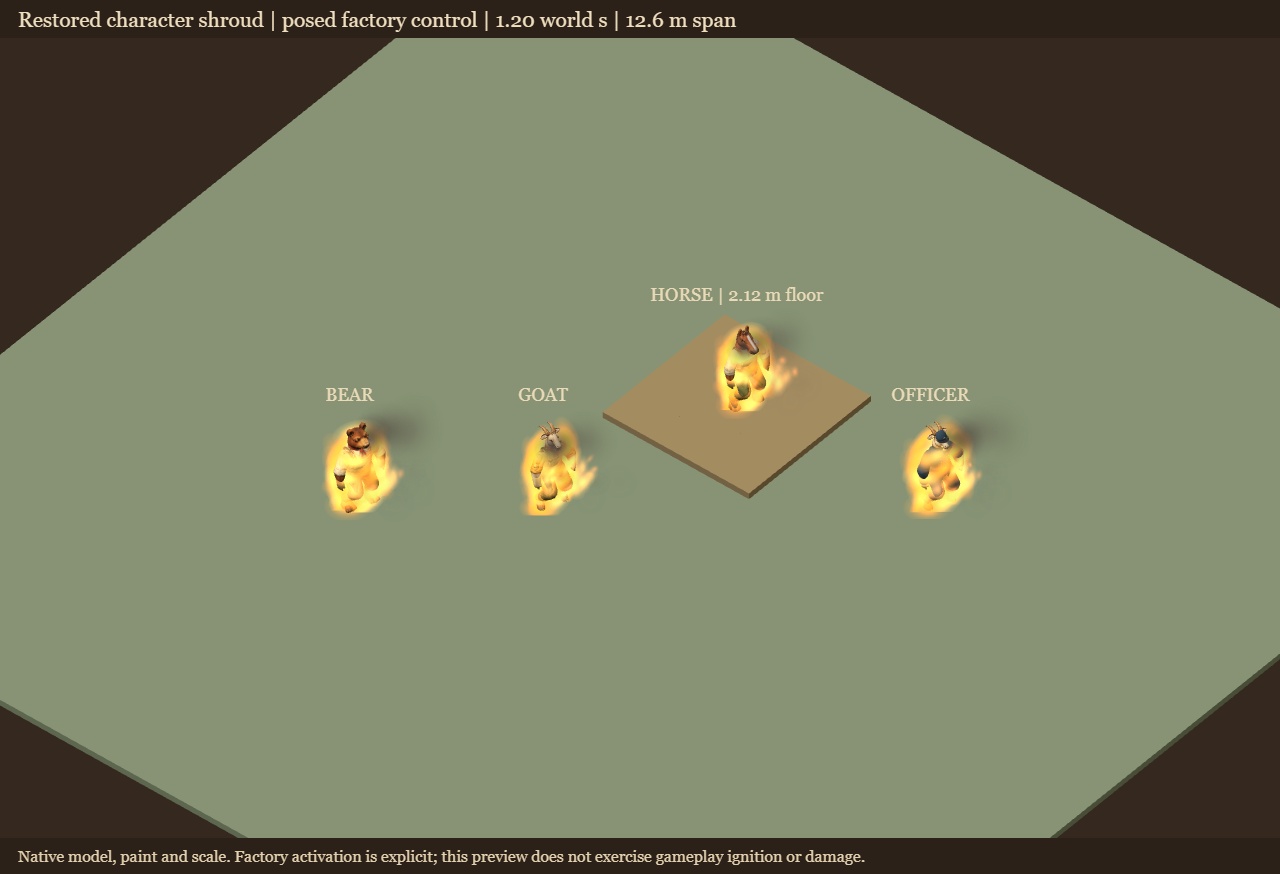 Restored character shroud | posed factory control | 1.20 world s | 12.6 m span
HORSE | 2.12 m floor
BEAR
GOAT
OFFICER
Native model, paint and scale. Factory activation is explicit; this preview does not exercise gameplay ignition or damage.